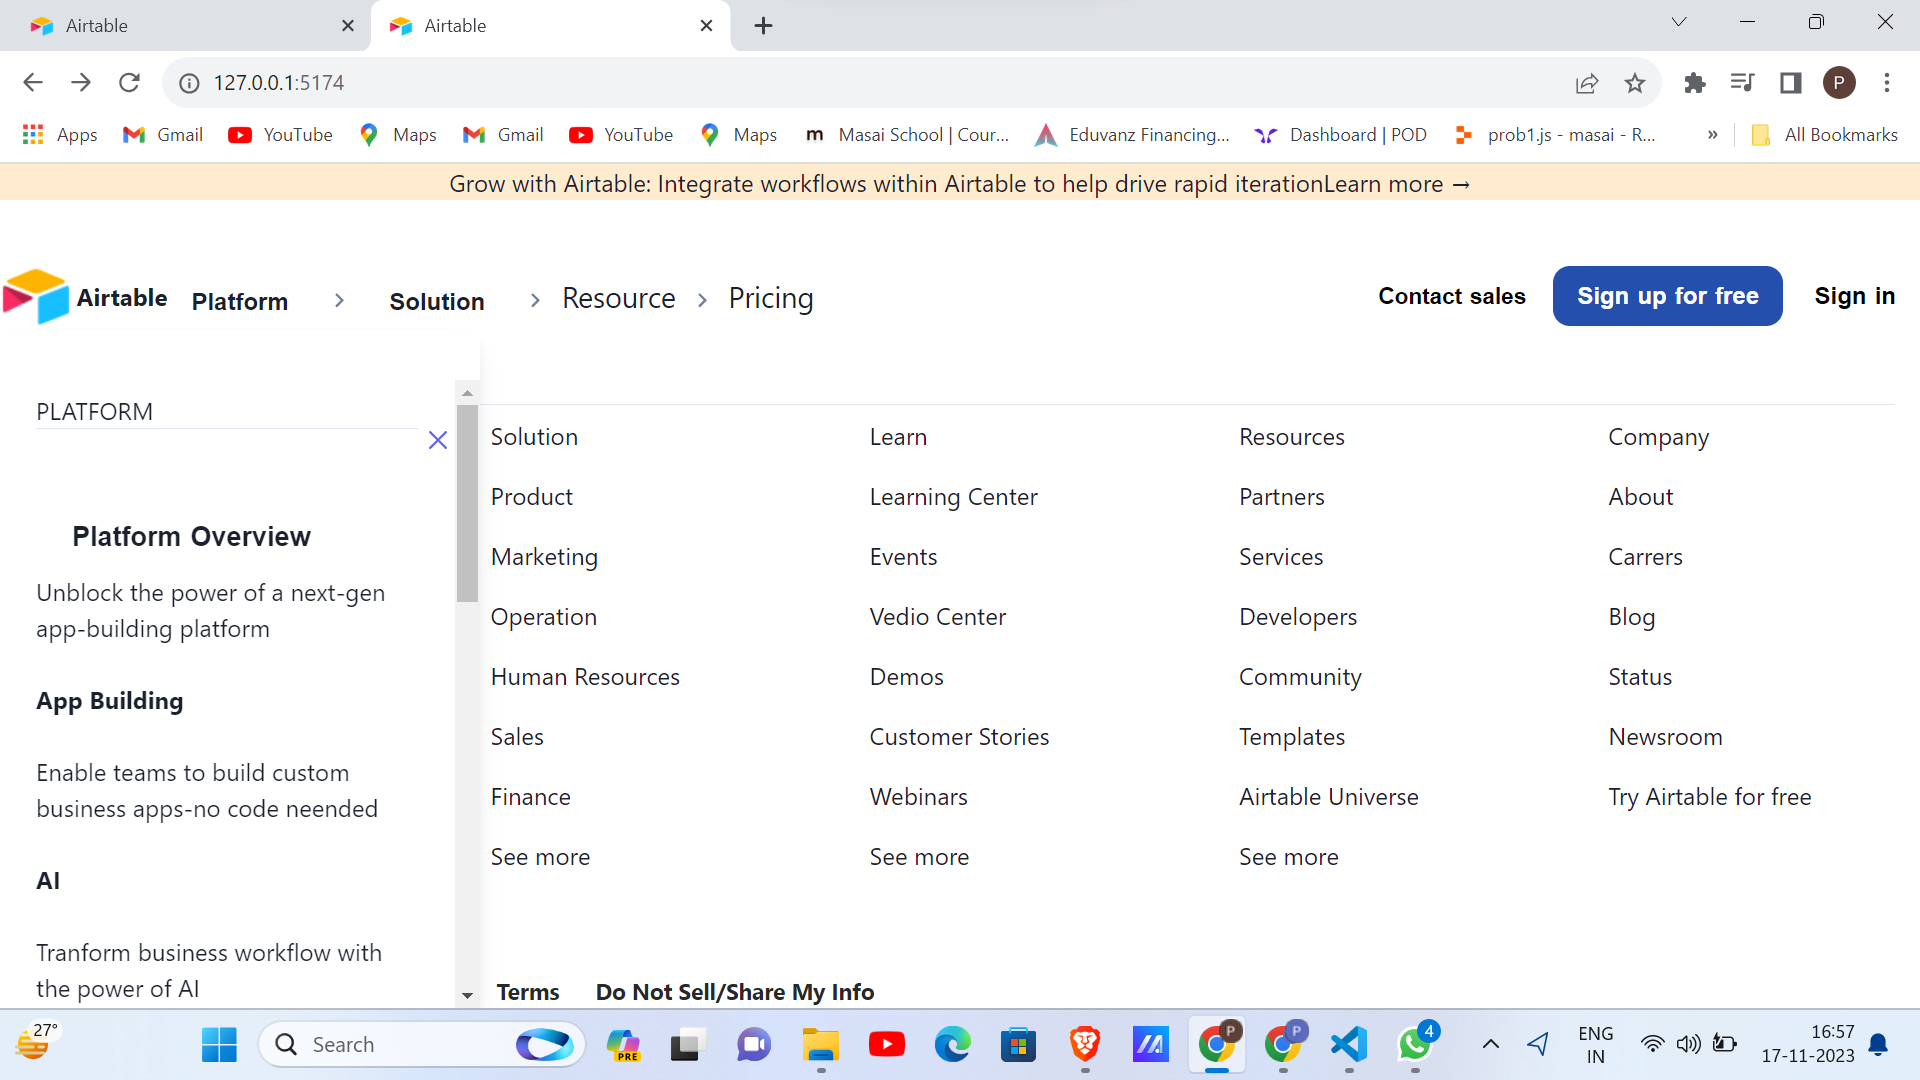 Airtable
Airtable
127.0.0.1:5174
P
Apps
Gmail
YouTube
Maps
Gmail
YouTube
Maps
Masai School | Cour...
Eduvanz Financing...
Dashboard | POD
prob1.js - masai - R...
»
All Bookmarks
Grow with Airtable: Integrate workflows within Airtable to help drive rapid iterationLearn more →
Airtable
Platform
Solution
Resource
Pricing
Contact sales
Sign up for free
Sign in
PLATFORM
Platform Overview
Unblock the power of a next-gen
app-building platform
App Building
Enable teams to build custom
business apps-no code neended
AI
Tranform business workflow with
the power of AI
Solution
Product
Marketing
Operation
Human Resources
Sales
Finance
See more
Learn
Learning Center
Events
Vedio Center
Demos
Customer Stories
Webinars
See more
Resources
Partners
Services
Developers
Community
Templates
Airtable Universe
See more
Company
About
Carrers
Blog
Status
Newsroom
Try Airtable for free
Terms
Do Not Sell/Share My Info
27°
Search
PRE
P
P
4
ENG
IN
16:57
17-11-2023